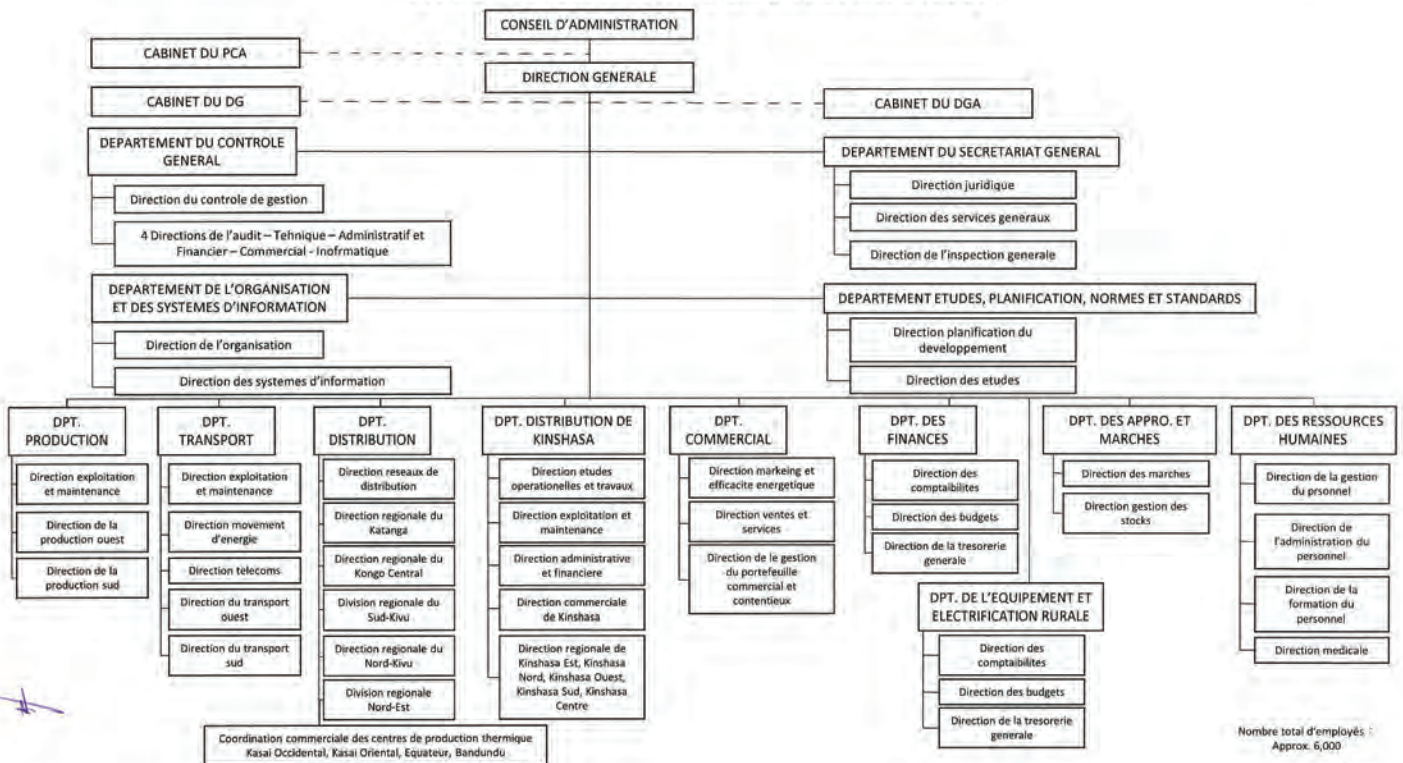 CONSEIL D'ADMINISTRATION
CABINET DU PCA
DIRECTION GENERALE
CABINET DU DG
CABINET DU DGA
DEPARTEMENT DU CONTROLE
GENERAL
DEPARTEMENT DU SECRETARIAT GENERAL
Direction du controle de gestion
4 Directions de l'audit – Tehnique – Administratif et
Financier – Commercial - Inofrmatique
Direction juridique
Direction des services generaux
Direction de l'inspection generale
DEPARTEMENT DE L'ORGANISATION
ET DES SYSTEMES D'INFORMATION
DEPARTEMENT ETUDES, PLANIFICATION, NORMES ET STANDARDS
Direction de l'organisation
Direction des systemes d'information
Direction planification du
developpement
Direction des etudes
DPT.
PRODUCTION
Direction exploitation
et maintenance
Direction de la
production ouest
Direction de la
production sud
DPT.
TRANSPORT
Direction exploitation
et maintenance
Direction movement
d'energie
Direction telecoms
Direction du transport
ouest
Direction du transport
sud
DPT.
DISTRIBUTION
Direction reseaux de
distribution
Direction regionale du
Katanga
Direction regionale du
Kongo Central
Division regionale du
Sud-Kivu
Direction regionale du
Nord-Kivu
Division regionale
Nord-Est
Coordination commerciale des centres de production thermique
Kasai Occidental, Kasai Oriental, Equateur, Bandundu
DPT. DISTRIBUTION DE
KINSHASA
Direction etudes
operationelles et travaux
Direction exploitation et
maintenance
Direction administrative
et financiere
Direction commerciale
de Kinshasa
Direction regionale de
Kinshasa Est, Kinshasa
Nord, Kinshasa Ouest,
Kinshasa Sud, Kinshasa
Centre
DPT.
COMMERCIAL
Direction markeing et
efficacite energetique
Direction ventes et
services
Direction de le gestion
du portefeuille
commercial et
contentieux
DPT. DES
FINANCES
Direction des
comptabilites
Direction des budgets
Direction de la tresorerie
generale
DPT. DE L'EQUIPEMENT ET
ELECTRIFICATION RURALE
Direction des
comptabilites
Direction des budgets
Direction de la tresorerie
generale
DPT. DES APPRO. ET
MARCHES
Direction des marches
Direction gestion des
stocks
DPT. DES RESSOURCES
HUMAINES
Direction de la gestion
du prsonnel
Direction de
l'administration du
personnel
Direction de la
formation du
personnel
Direction medicale
Nombre total d'employés :
Approx. 6,000